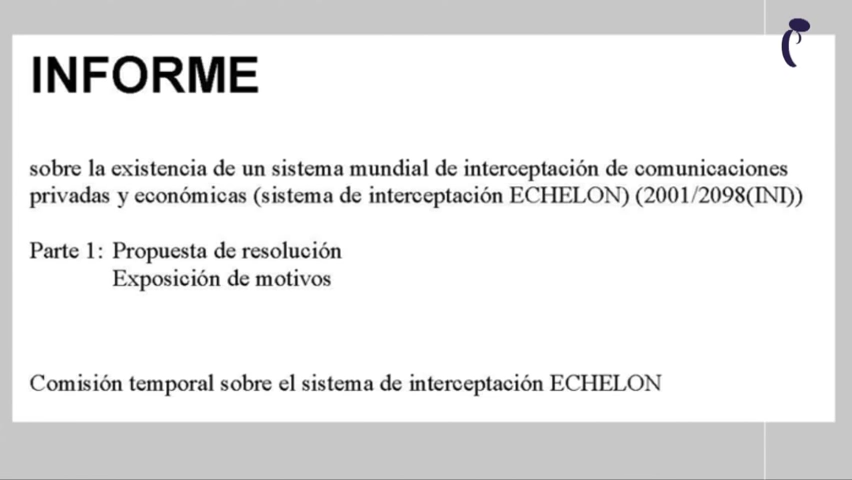 INFORME
sobre la existencia de un sistema mundial de interceptación de comunicaciones
privadas y económicas (sistema de interceptación ECHELON) (2001/2098(INI))
Parte 1: Propuesta de resolución
Exposición de motivos
Comisión temporal sobre el sistema de interceptación ECHELON